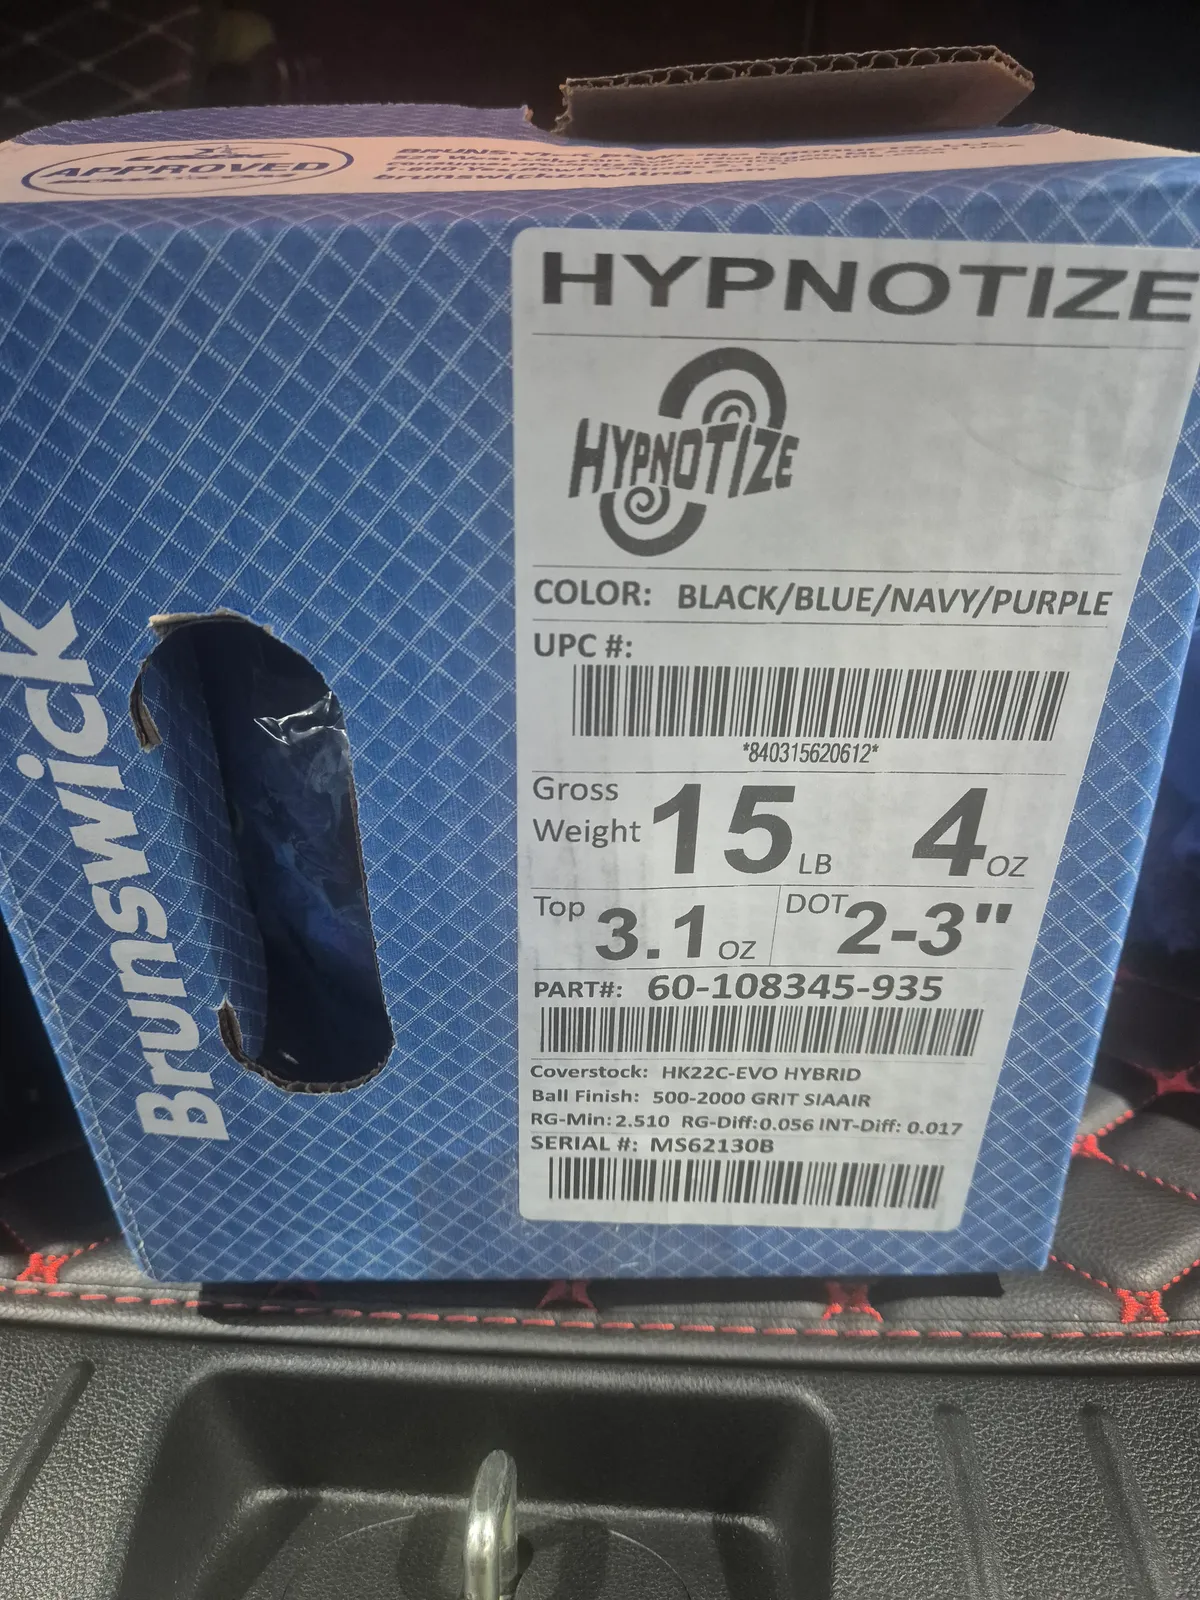 APPROVED
brunswickbowling.com
Brunswick
HYPNOTIZE
HYPNOTIZE
COLOR: BLACK/BLUE/NAVY/PURPLE
UPC #:
*840315620612*
Gross Weight 15 LB 4 OZ
Top 3.1 OZ DOT 2-3"
PART#: 60-108345-935
Coverstock: HK22C-EVO HYBRID
Ball Finish: 500-2000 GRIT SIAAIR
RG-Min: 2.510 RG-Diff:0.056 INT-Diff: 0.017
SERIAL #: MS62130B